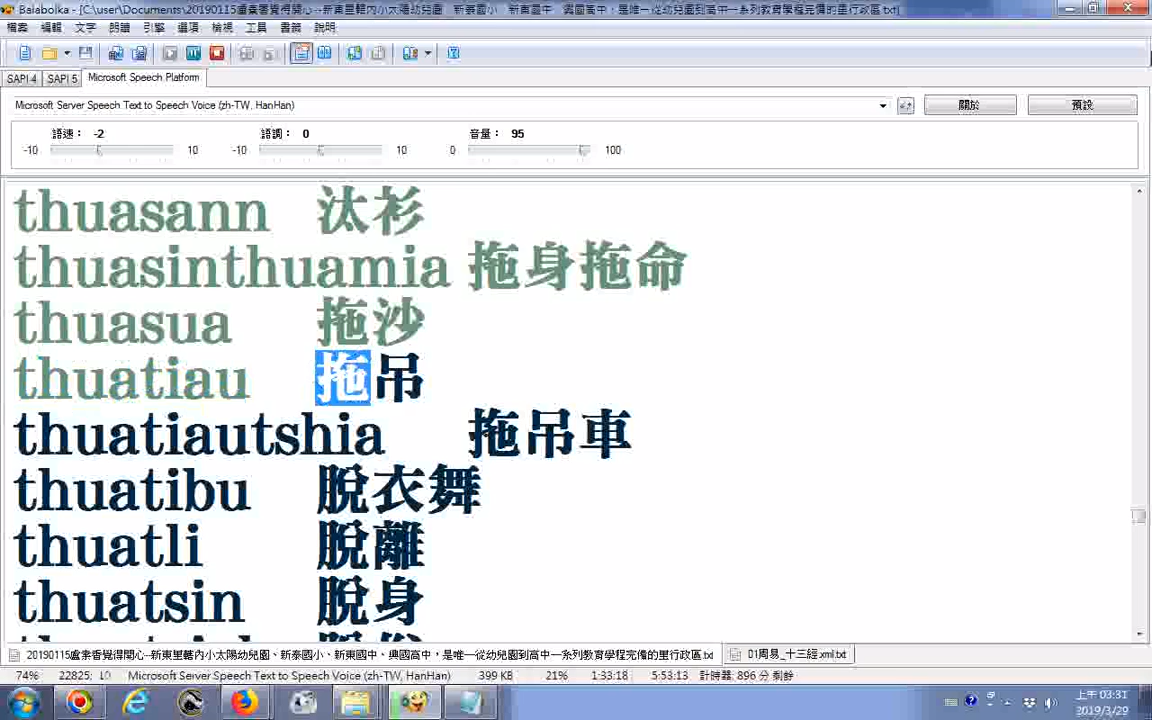 Balabolka - [C:\user\Documents\20190115盧素香覺得開心--新東里轄內小太陽幼兒園、新泰國小、新東國中、興國高中，是唯一從幼兒園到高中一系列教育學程完備的里行政區.txt]
檔案 編輯 文字 朗讀 引擎 選項 檢視 工具 書籤 說明
SAPI 4 SAPI 5 Microsoft Speech Platform
Microsoft Server Speech Text to Speech Voice (zh-TW, HanHan) 關於 預設
語速： -2 語調： 0 音量： 95
-10 10 -10 10 0 100
thuasann 汰衫
thuasinthuamia 拖身拖命
thuasua 拖沙
thuatiau 拖吊
thuatiautshia 拖吊車
thuatibu 脫衣舞
thuatli 脫離
thuatsin 脫身
20190115盧素香覺得開心--新東里轄內小太陽幼兒園、新泰國小、新東國中、興國高中，是唯一從幼兒園到高中一系列教育學程完備的里行政區.txt 01周易_十三經.xml.txt
74% 22825; 10 Microsoft Server Speech Text to Speech Voice (zh-TW, HanHan) 399 KB 21% 1:33:18 5:53:13 計時器: 896 分 剩餘
上午 03:31
2019/3/29